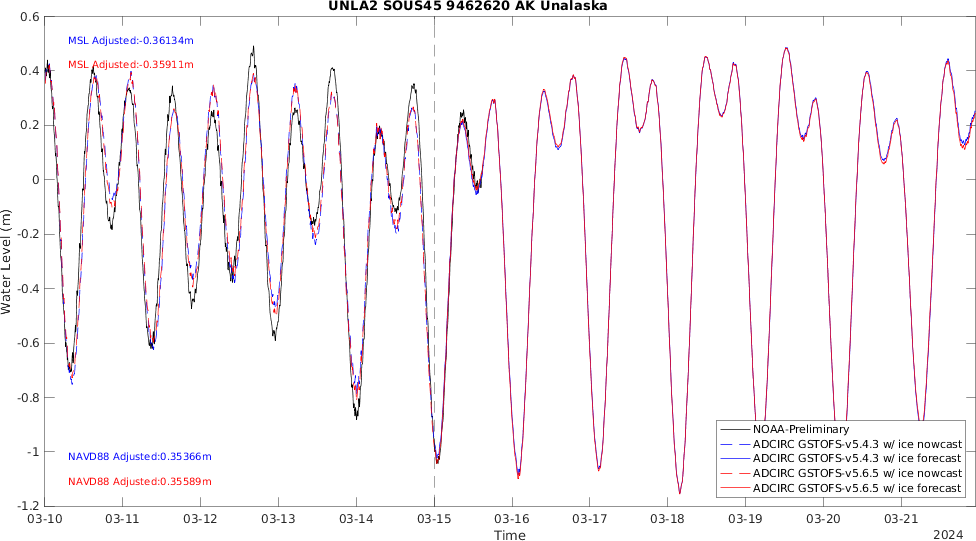 UNLA2 SOUS45 9462620 AK Unalaska
0.6
0.4
0.2
0
-0.2
-0.4
-0.6
-0.8
-1
-1.2
Water Level (m)
MSL Adjusted:-0.36134m
MSL Adjusted:-0.35911m
NAVD88 Adjusted:0.35366m
NAVD88 Adjusted:0.35589m
NOAA-Preliminary
ADCIRC GSTOFS-v5.4.3 w/ ice nowcast
ADCIRC GSTOFS-v5.4.3 w/ ice forecast
ADCIRC GSTOFS-v5.6.5 w/ ice nowcast
ADCIRC GSTOFS-v5.6.5 w/ ice forecast
03-10 03-11 03-12 03-13 03-14 03-15 03-16 03-17 03-18 03-19 03-20 03-21
Time
2024